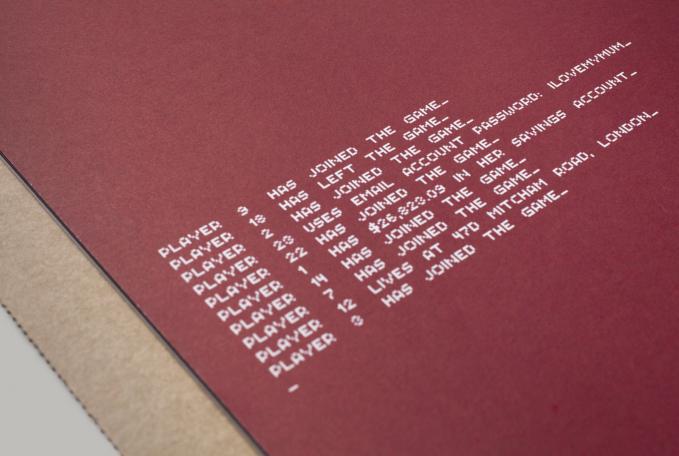 PLAYER 9 HAS JOINED THE GAME_
PLAYER 18 HAS LEFT THE GAME_
PLAYER 2 HAS JOINED THE GAME_
PLAYER 23 USES EMAIL ACCOUNT PASSWORD: ILOVEMYMUM_
PLAYER 22 HAS JOINED THE GAME_
PLAYER 1 HAS $26,823.09 IN HER SAVINGS ACCOUNT_
PLAYER 14 HAS JOINED THE GAME_
PLAYER 7 HAS JOINED THE GAME_
PLAYER 12 LIVES AT 47D MITCHAM ROAD, LONDON_
PLAYER 3 HAS JOINED THE GAME_
_